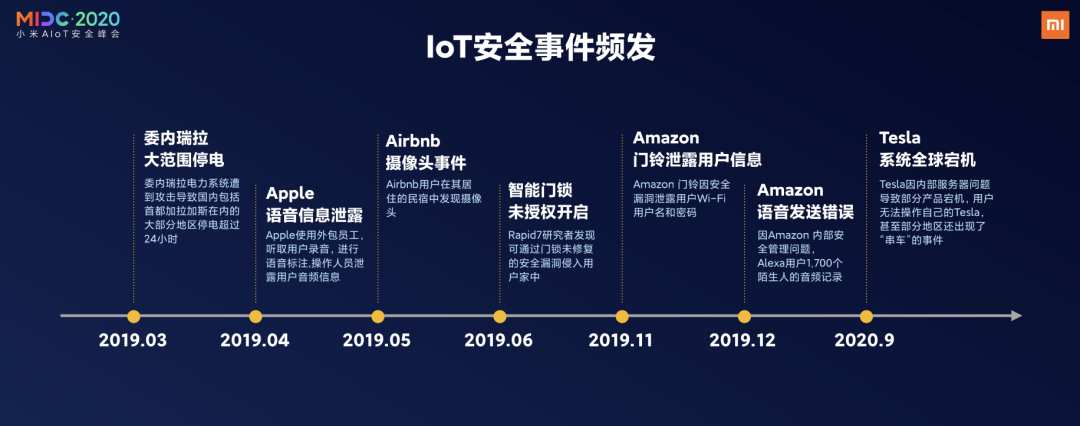 MIDC·2020
小米AIoT安全峰会
mi
IoT安全事件频发
委内瑞拉
大范围停电
委内瑞拉电力系统遭
到攻击导致国内包括
首都加拉加斯在内的
大部分地区停电超过
24小时
Apple
语音信息泄露
Apple使用外包员工,
听取用户录音，进行
语音标注,操作人员泄
露用户音频信息
Airbnb
摄像头事件
Airbnb用户在其居
住的民宿中发现摄像
头
智能门锁
未授权开启
Rapid7研究者发现
可通过门锁未修复
的安全漏洞侵入用
户家中
Amazon
门铃泄露用户信息
Amazon 门铃因安全
漏洞泄露用户Wi-Fi
用户名和密码
Amazon
语音发送错误
因Amazon 内部安
全管理问题，
Alexa用户1,700个
陌生人的音频记录
Tesla
系统全球宕机
Tesla因内部服务器问题
导致部分产品宕机，用户
无法操作自己的Tesla，
甚至部分地区还出现了
“串车”的事件
2019.03
2019.04
2019.05
2019.06
2019.11
2019.12
2020.9